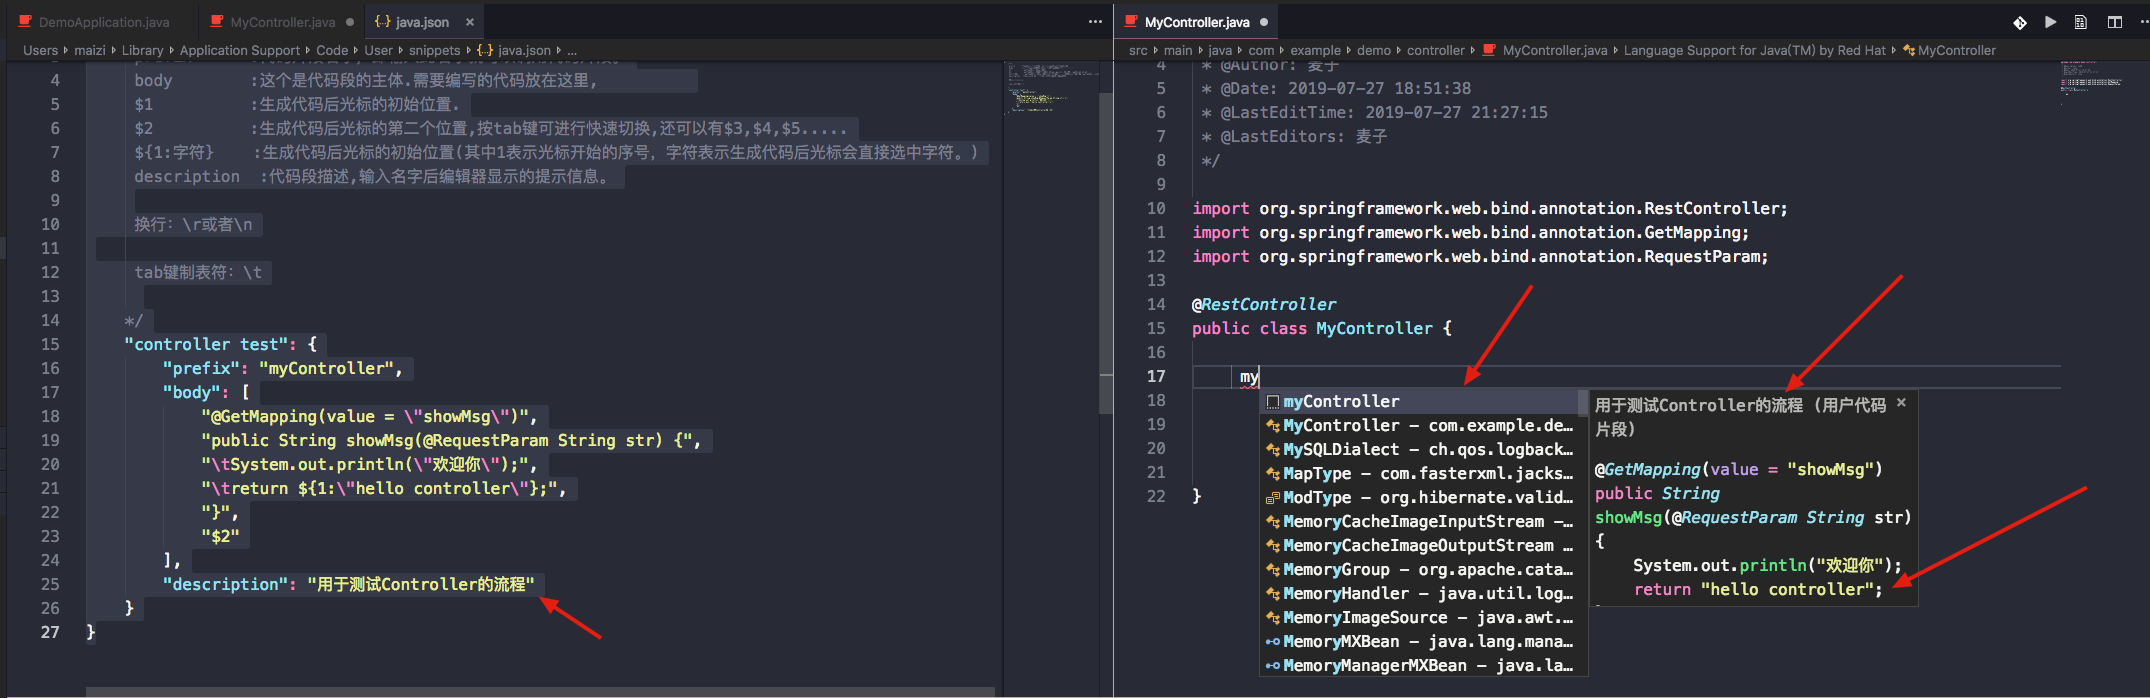 DemoApplication.java
MyController.java
java.json
Users
maizi
Library
Application Support
Code
User
snippets
java.json
...
4 body :这个是代码段的主体.需要编写的代码放在这里,
5 $1 :生成代码后光标的初始位置.
6 $2 :生成代码后光标的第二个位置,按tab键可进行快速切换,还可以有$3,$4,$5.....
7 ${1:字符} :生成代码后光标的初始位置(其中1表示光标开始的序号, 字符表示生成代码后光标会直接选中字符。)
8 description :代码段描述,输入名字后编辑器显示的提示信息。
9
10 换行: \r或者\n
11
12 tab键制表符: \t
13
14 */
15 "controller test": {
16 "prefix": "myController",
17 "body": [
18 "@GetMapping(value = \"showMsg\")",
19 "public String showMsg(@RequestParam String str) {",
20 "\tSystem.out.println(\"欢迎你\");",
21 "\treturn ${1:\"hello controller\"};",
22 "}",
23 "$2"
24 ],
25 "description": "用于测试Controller的流程"
26 }
27 }
MyController.java
src
main
java
com
example
demo
controller
MyController.java
Language Support for Java(TM) by Red Hat
MyController
4 * @Author: 麦子
5 * @Date: 2019-07-27 18:51:38
6 * @LastEditTime: 2019-07-27 21:27:15
7 * @LastEditors: 麦子
8 */
9
10 import org.springframework.web.bind.annotation.RestController;
11 import org.springframework.web.bind.annotation.GetMapping;
12 import org.springframework.web.bind.annotation.RequestParam;
13
14 @RestController
15 public class MyController {
16
17 my
18
19
20
21
22 }
myController
MyController – com.example.de…
MySQLDialect – ch.qos.logback…
MapType – com.fasterxml.jacks…
ModType – org.hibernate.valid…
MemoryCacheImageInputStream –…
MemoryCacheImageOutputStream …
MemoryGroup – org.apache.cata…
MemoryHandler – java.util.log…
MemoryImageSource – java.awt.…
MemoryMXBean – java.lang.mana…
MemoryManagerMXBean – java.la…
用于测试Controller的流程 (用户代码
片段)
@GetMapping(value = "showMsg")
public String
showMsg(@RequestParam String str)
{
System.out.println("欢迎你");
return "hello controller";